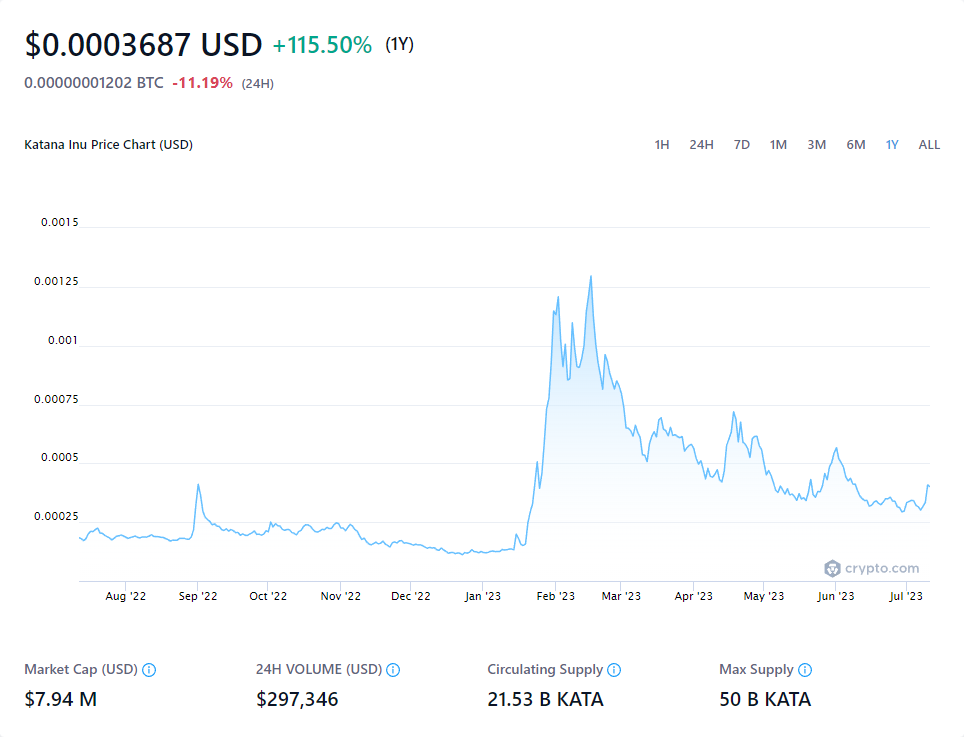 $0.0003687 USD +115.50% (1Y)
0.00000001202 BTC -11.19% (24H)
Katana Inu Price Chart (USD)
1H 24H 7D 1M 3M 6M 1Y ALL
0.0015
0.00125
0.001
0.00075
0.0005
0.00025
crypto.com
Aug '22 Sep '22 Oct '22 Nov '22 Dec '22 Jan '23 Feb '23 Mar '23 Apr '23 May '23 Jun '23 Jul '23
Market Cap (USD) 24H VOLUME (USD) Circulating Supply Max Supply
$7.94 M $297,346 21.53 B KATA 50 B KATA